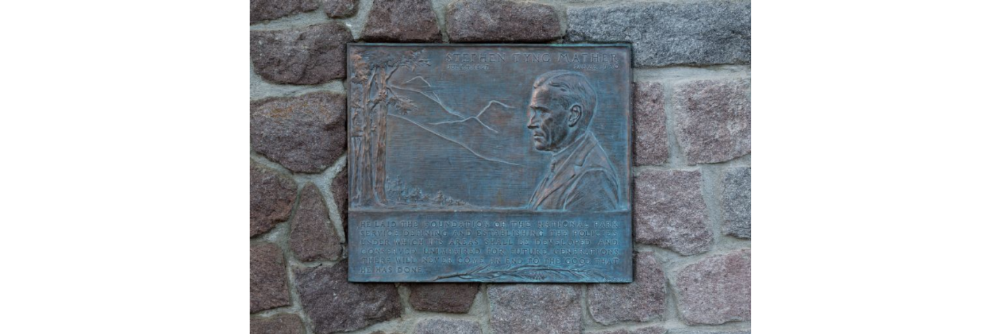 STEPHEN TYNG MATHER
HE LAID THE FOUNDATION OF THE NATIONAL PARK
SERVICE DEFINING AND ESTABLISHING THE POLICIES
UNDER WHICH ITS AREAS SHALL BE DEVELOPED AND
CONSERVED UNIMPAIRED FOR FUTURE GENERATIONS
THERE WILL NEVER COME AN END TO THE GOOD THAT
HE HAS DONE